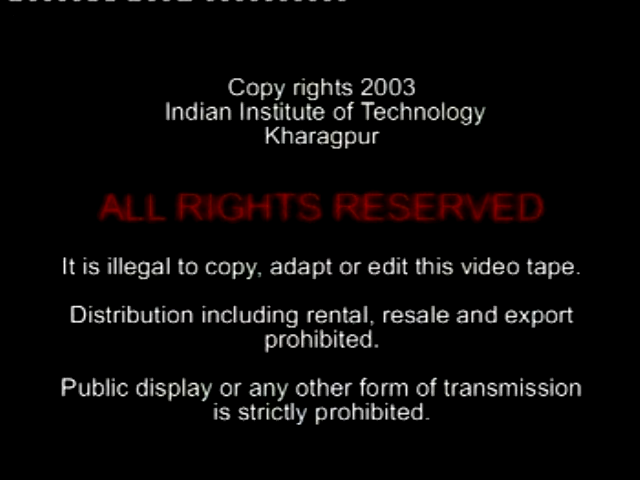 Copy rights 2003
Indian Institute of Technology
Kharagpur
ALL RIGHTS RESERVED
It is illegal to copy, adapt or edit this video tape.
Distribution including rental, resale and export
prohibited.
Public display or any other form of transmission
is strictly prohibited.